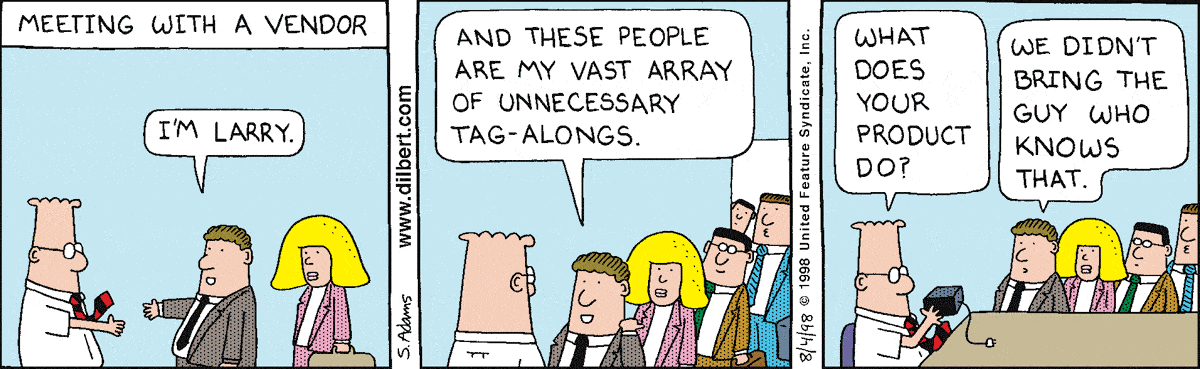 MEETING WITH A VENDOR
I'M LARRY.
S.Adams
www.dilbert.com
AND THESE PEOPLE
ARE MY VAST ARRAY
OF UNNECESSARY
TAG-ALONGS.
8/4/98 © 1998 United Feature Syndicate, Inc.
WHAT
DOES
YOUR
PRODUCT
DO?
WE DIDN'T
BRING THE
GUY WHO
KNOWS
THAT.